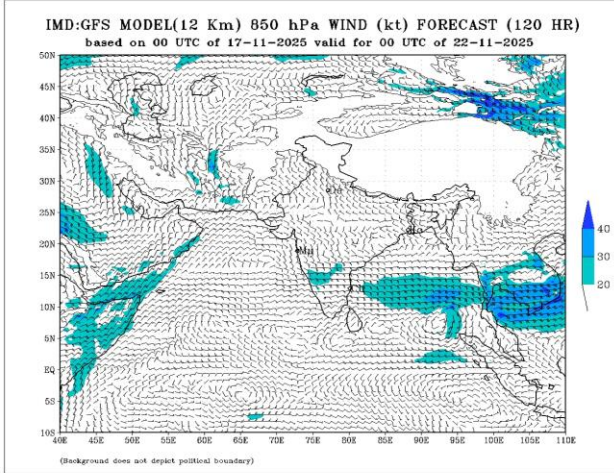 IMD:GFS MODEL(12 Km) 850 hPa WIND (kt) FORECAST (120 HR)
based on 00 UTC of 17-11-2025 valid for 00 UTC of 22-11-2025
50N
45N
40N
35N
30N
25N
20N
15N
10N
5N
EQ
5S
10S
40
30
20
40E 45E 50E 55E 60E 65E 70E 75E 80E 85E 90E 95E 100E 105E 110E
(Background does not depict political boundary)